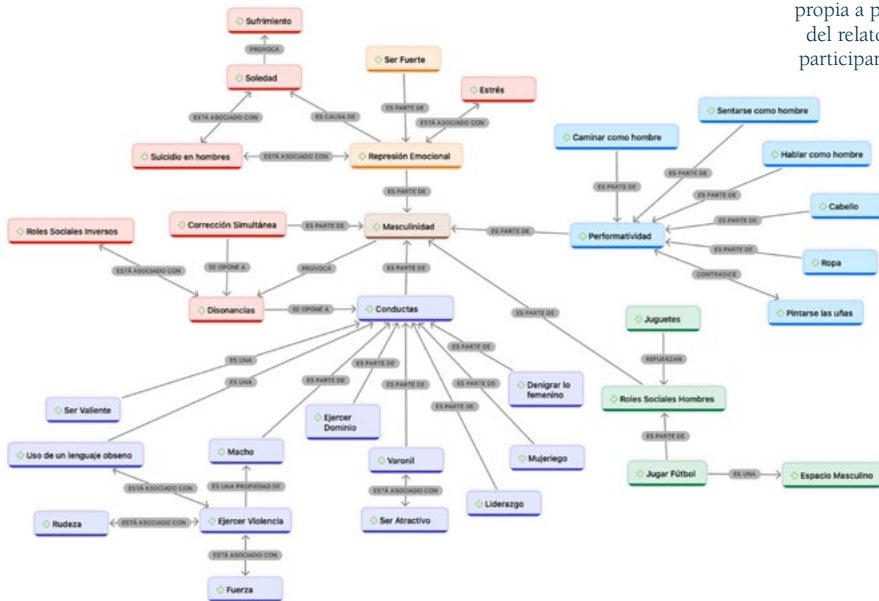 propia a p
del relato
participar
Sufrimiento
PROVOCA
Soledad
Ser Fuerte
Estrés
ES PARTE DE
ESTÁ ASOCIADO CON
ES CAUSA DE
ESTÁ ASOCIADO CON
Suicidio en hombres
ESTÁ ASOCIADO CON
Represión Emocional
Sentarse como hombre
Caminar como hombre
Hablar como hombre
ES PARTE DE
ES PARTE DE
ES PARTE DE
ES PARTE DE
Cabello
ES PARTE DE
Roles Sociales Inversos
Corrección Simultánea
ES PARTE DE
Masculinidad
ES PARTE DE
Performatividad
ES PARTE DE
Ropa
ESTÁ ASOCIADO CON
SE OPONE A
PROVOCA
ES PARTE DE
CONTRADICE
Disonancias
SE OPONE A
Conductas
ES PARTE DE
Pintarse las uñas
Juguetes
REFUERZAN
ES UNA
ES UNA
ES PARTE DE
ES PARTE DE
ES PARTE DE
ES PARTE DE
ES PARTE DE
ES PARTE DE
Denigrar lo
femenino
Roles Sociales Hombres
Ser Valiente
Ejercer
Dominio
ES PARTE DE
Uso de un lenguaje obseno
Macho
Varonil
Mujeriego
Jugar Fútbol
ES UNA
Espacio Masculino
ESTÁ ASOCIADO CON
ES UNA PROPIEDAD DE
ESTÁ ASOCIADO CON
Liderazgo
Rudeza
ESTÁ ASOCIADO CON
Ejercer Violencia
Ser Atractivo
ESTÁ ASOCIADO CON
Fuerza